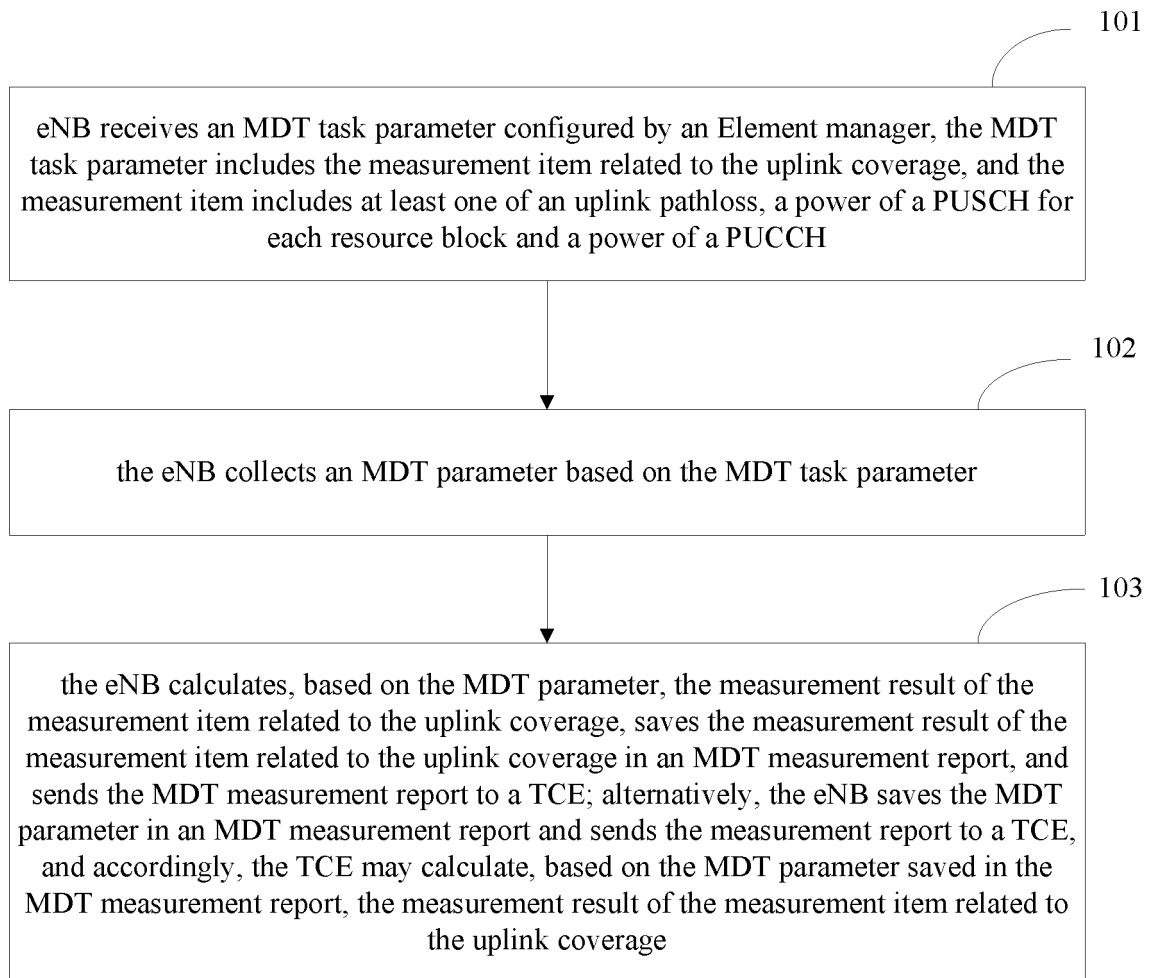 101
eNB receives an MDT task parameter configured by an Element manager, the MDT
task parameter includes the measurement item related to the uplink coverage, and the
measurement item includes at least one of an uplink pathloss, a power of a PUSCH for
each resource block and a power of a PUCCH
102
the eNB collects an MDT parameter based on the MDT task parameter
103
the eNB calculates, based on the MDT parameter, the measurement result of the
measurement item related to the uplink coverage, saves the measurement result of the
measurement item related to the uplink coverage in an MDT measurement report, and
sends the MDT measurement report to a TCE; alternatively, the eNB saves the MDT
parameter in an MDT measurement report and sends the measurement report to a TCE,
and accordingly, the TCE may calculate, based on the MDT parameter saved in the
MDT measurement report, the measurement result of the measurement item related to
the uplink coverage